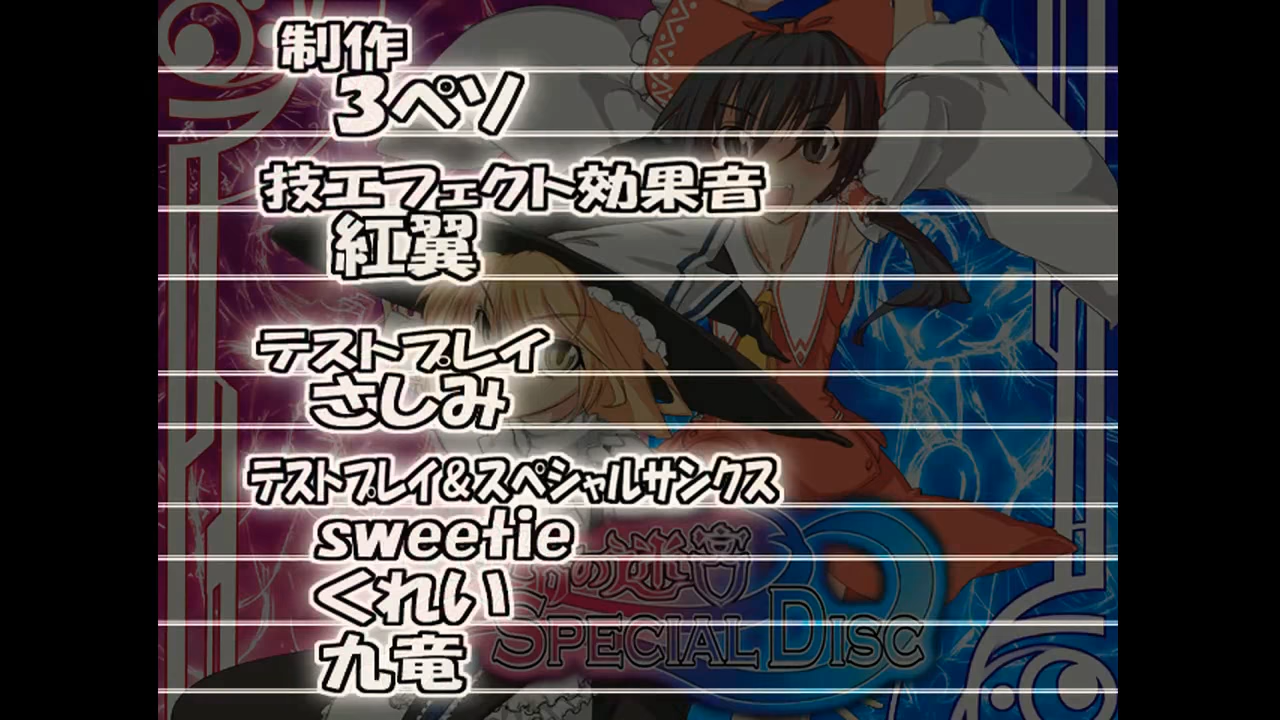 制作
3ペソ
技エフェクト効果音
紅翼
テストプレイ
さしみ
テストプレイ&スペシャルサンクス
sweetie
くれい
九竜
SPECIAL DISC